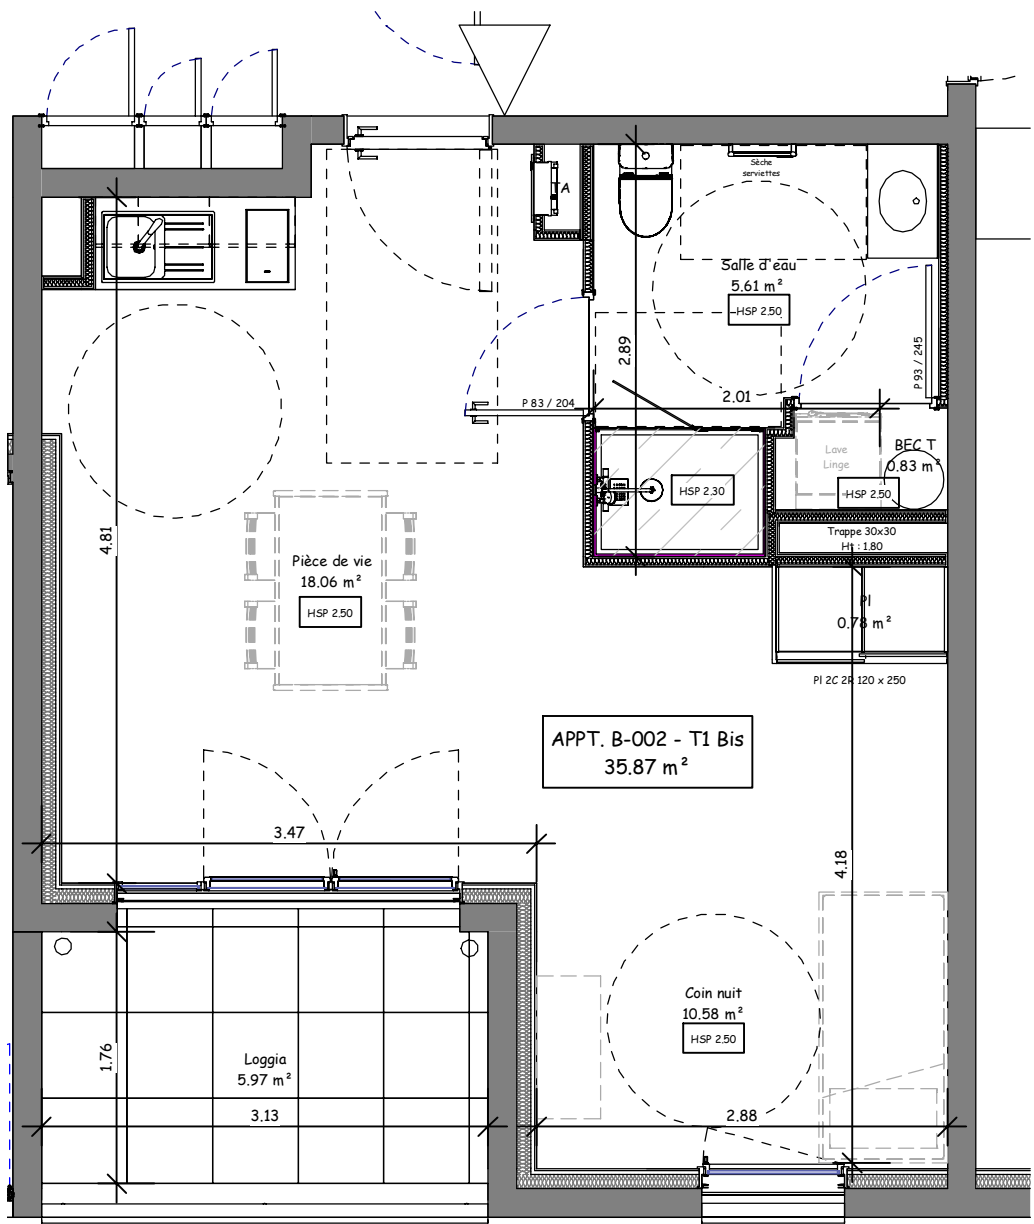 A
Sèche
serviettes
Salle d'eau
5.61 m²
HSP 2.50
2.89
P 93 / 245
P 83 / 204
2.01
Lave
Linge
BEC T
0.83 m²
HSP 2.50
HSP 2.30
4.81
Trappe 30x30
Ht : 1.80
Pièce de vie
18.06 m²
HSP 2.50
Pl
0.78 m²
Pl 2C 2R 120 x 250
APPT. B-002 - T1 Bis
35.87 m²
3.47
4.18
Coin nuit
10.58 m²
HSP 2.50
1.76
Loggia
5.97 m²
3.13
2.88